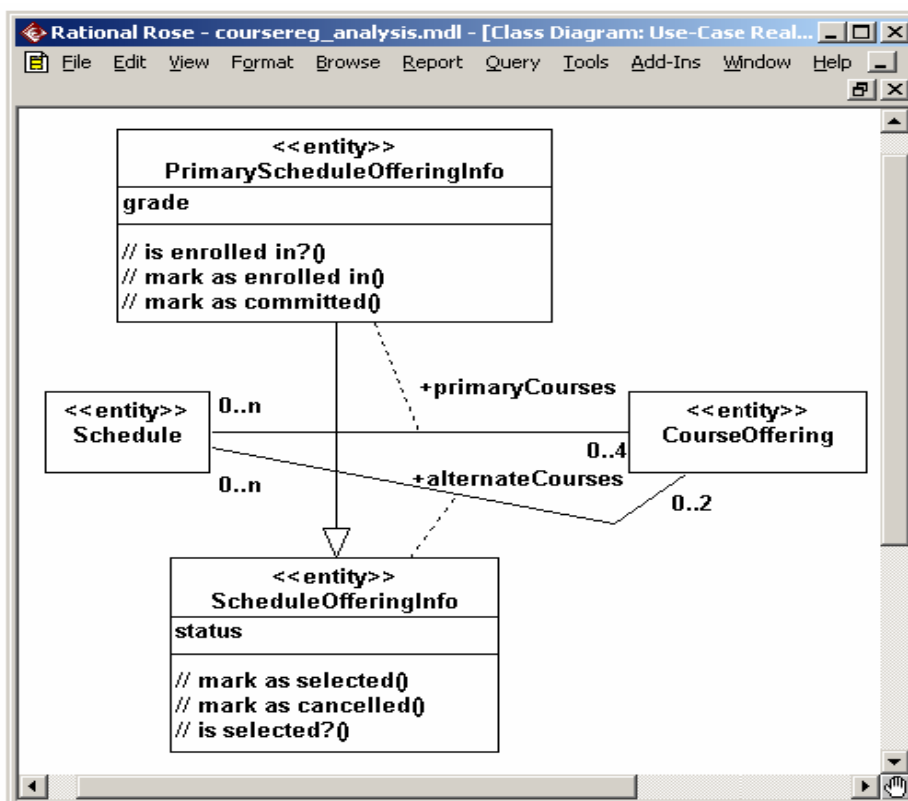 Rational Rose - coursereg_analysis.mdl - [Class Diagram: Use-Case Real...
File Edit View Format Browse Report Query Tools Add-Ins Window Help
<<entity>>
PrimaryScheduleOfferingInfo
grade
// is enrolled in?()
// mark as enrolled in()
// mark as committed()
+primaryCourses
<<entity>>
Schedule
0..n
<<entity>>
CourseOffering
0..4
0..n
+alternateCourses
0..2
<<entity>>
ScheduleOfferingInfo
status
// mark as selected()
// mark as cancelled()
// is selected?()